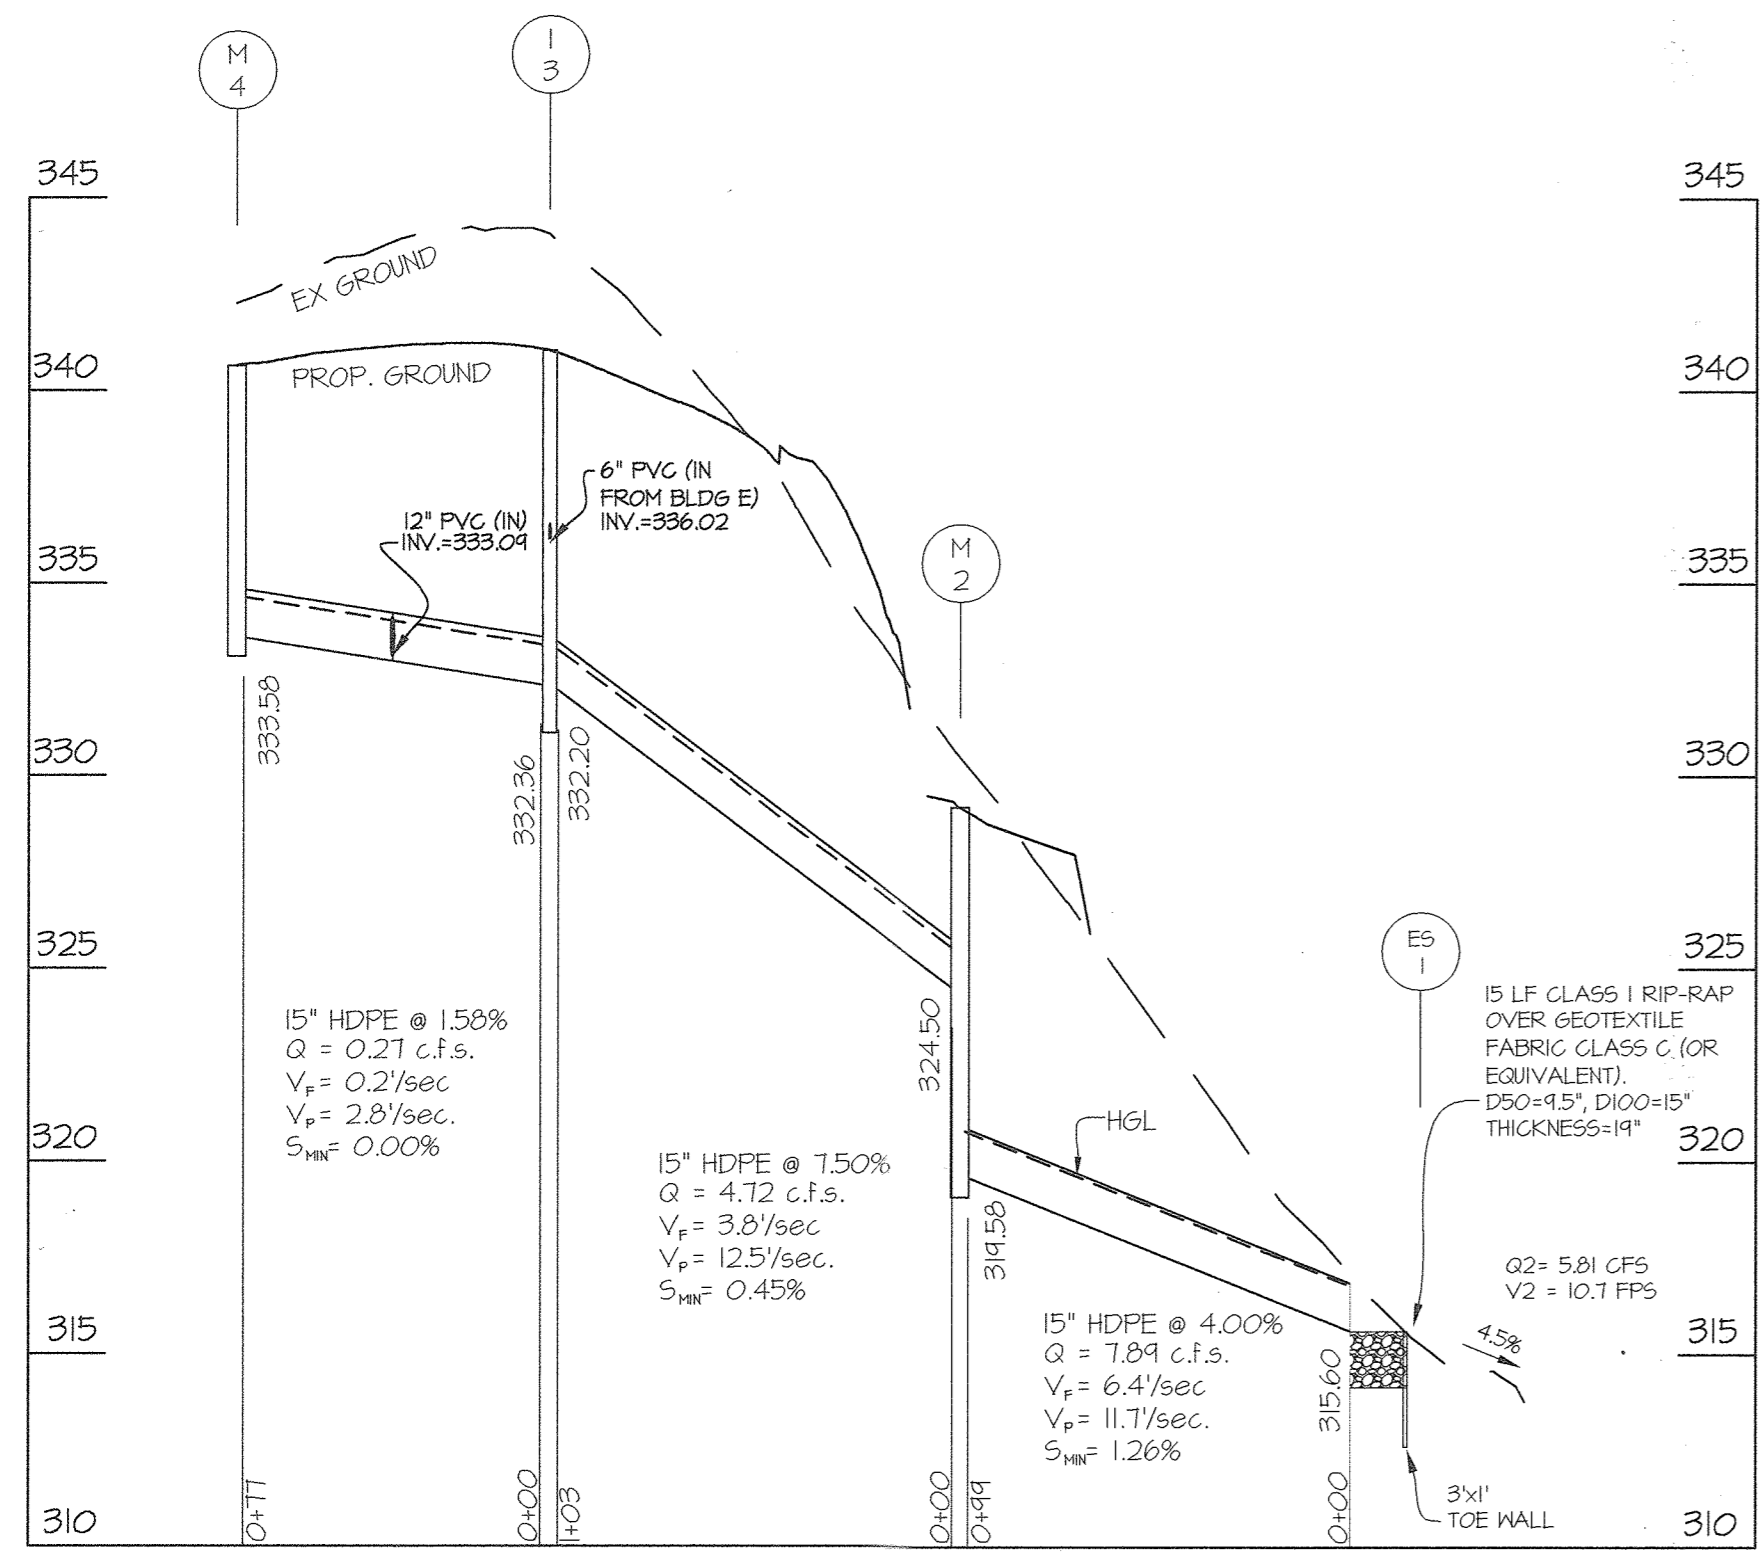 M
4
I
3
345
345
EX GROUND
340
PROP. GROUND
340
6" PVC (IN
FROM BLDG E)
INV.=336.02
12" PVC (IN)
INV.=333.09
335
335
M
2
333.58
332.36
332.20
330
330
325
325
324.50
ES
1
15" HDPE @ 1.58%
Q = 0.27 c.f.s.
VF= 0.2'/sec
VP= 2.8'/sec.
SMIN= 0.00%
15 LF CLASS I RIP-RAP
OVER GEOTEXTILE
FABRIC CLASS C (OR
EQUIVALENT).
D50=9.5", D100=15"
THICKNESS=19"
HGL
320
320
15" HDPE @ 7.50%
Q = 4.72 c.f.s.
VF= 3.8'/sec
VP= 12.5'/sec.
SMIN= 0.45%
319.58
Q2= 5.81 CFS
V2 = 10.7 FPS
315
315
4.5%
15" HDPE @ 4.00%
Q = 7.89 c.f.s.
VF= 6.4'/sec
VP= 11.7'/sec.
SMIN= 1.26%
315.60
3'x1'
TOE WALL
310
0+77
0+00
1+03
0+00
0+99
0+00
310